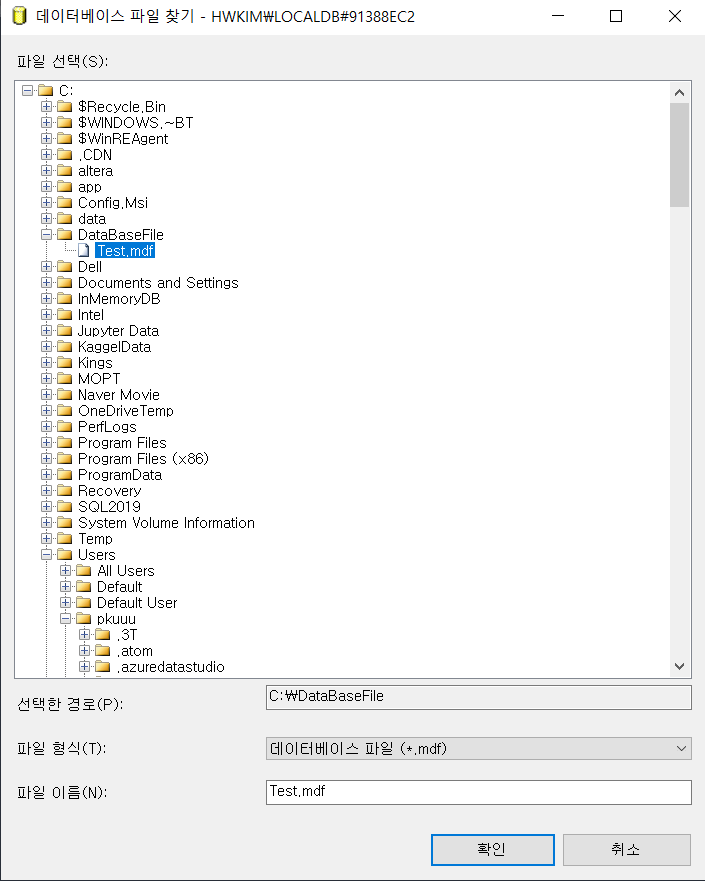 데이터베이스 파일 찾기 - HWKIM₩LOCALDB#91388EC2
파일 선택(S):
C:
$Recycle.Bin
$WINDOWS.~BT
$WinREAgent
.CDN
altera
app
Config.Msi
data
DataBaseFile
Test.mdf
Dell
Documents and Settings
InMemoryDB
Intel
Jupyter Data
KaggelData
Kings
MOPT
Naver Movie
OneDriveTemp
PerfLogs
Program Files
Program Files (x86)
ProgramData
Recovery
SQL2019
System Volume Information
Temp
Users
All Users
Default
Default User
pkuuu
.3T
.atom
.azuredatastudio
선택한 경로(P): C:₩DataBaseFile
파일 형식(T): 데이터베이스 파일 (*.mdf)
파일 이름(N): Test.mdf
확인 취소